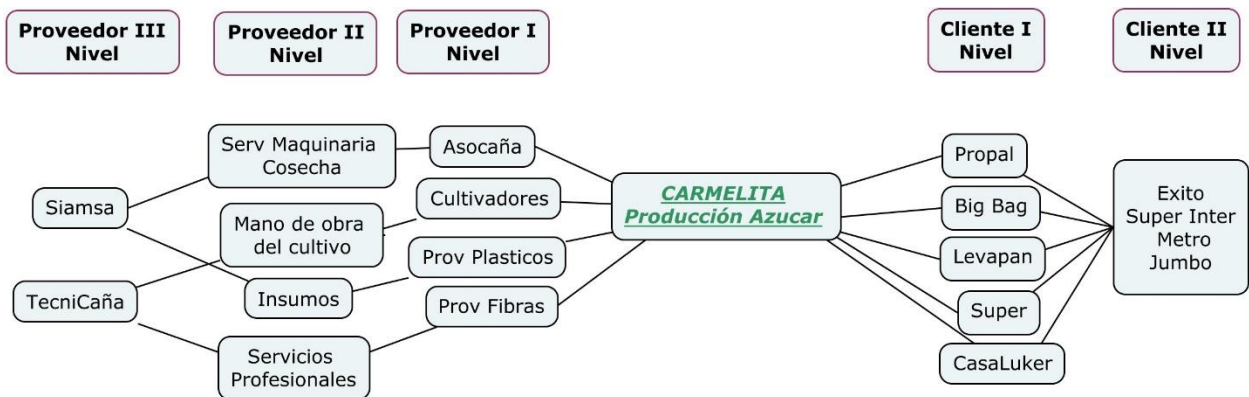 Proveedor III
Nivel
Proveedor II
Nivel
Proveedor I
Nivel
Cliente I
Nivel
Cliente II
Nivel
Serv Maquinaria
Cosecha
Asocaña
Siamsa
Mano de obra
del cultivo
Cultivadores
TecniCaña
Insumos
Prov Plasticos
Prov Fibras
Servicios
Profesionales
CARMELITA
Producción Azucar
Propal
Big Bag
Levapan
Super
CasaLuker
Exito
Super Inter
Metro
Jumbo